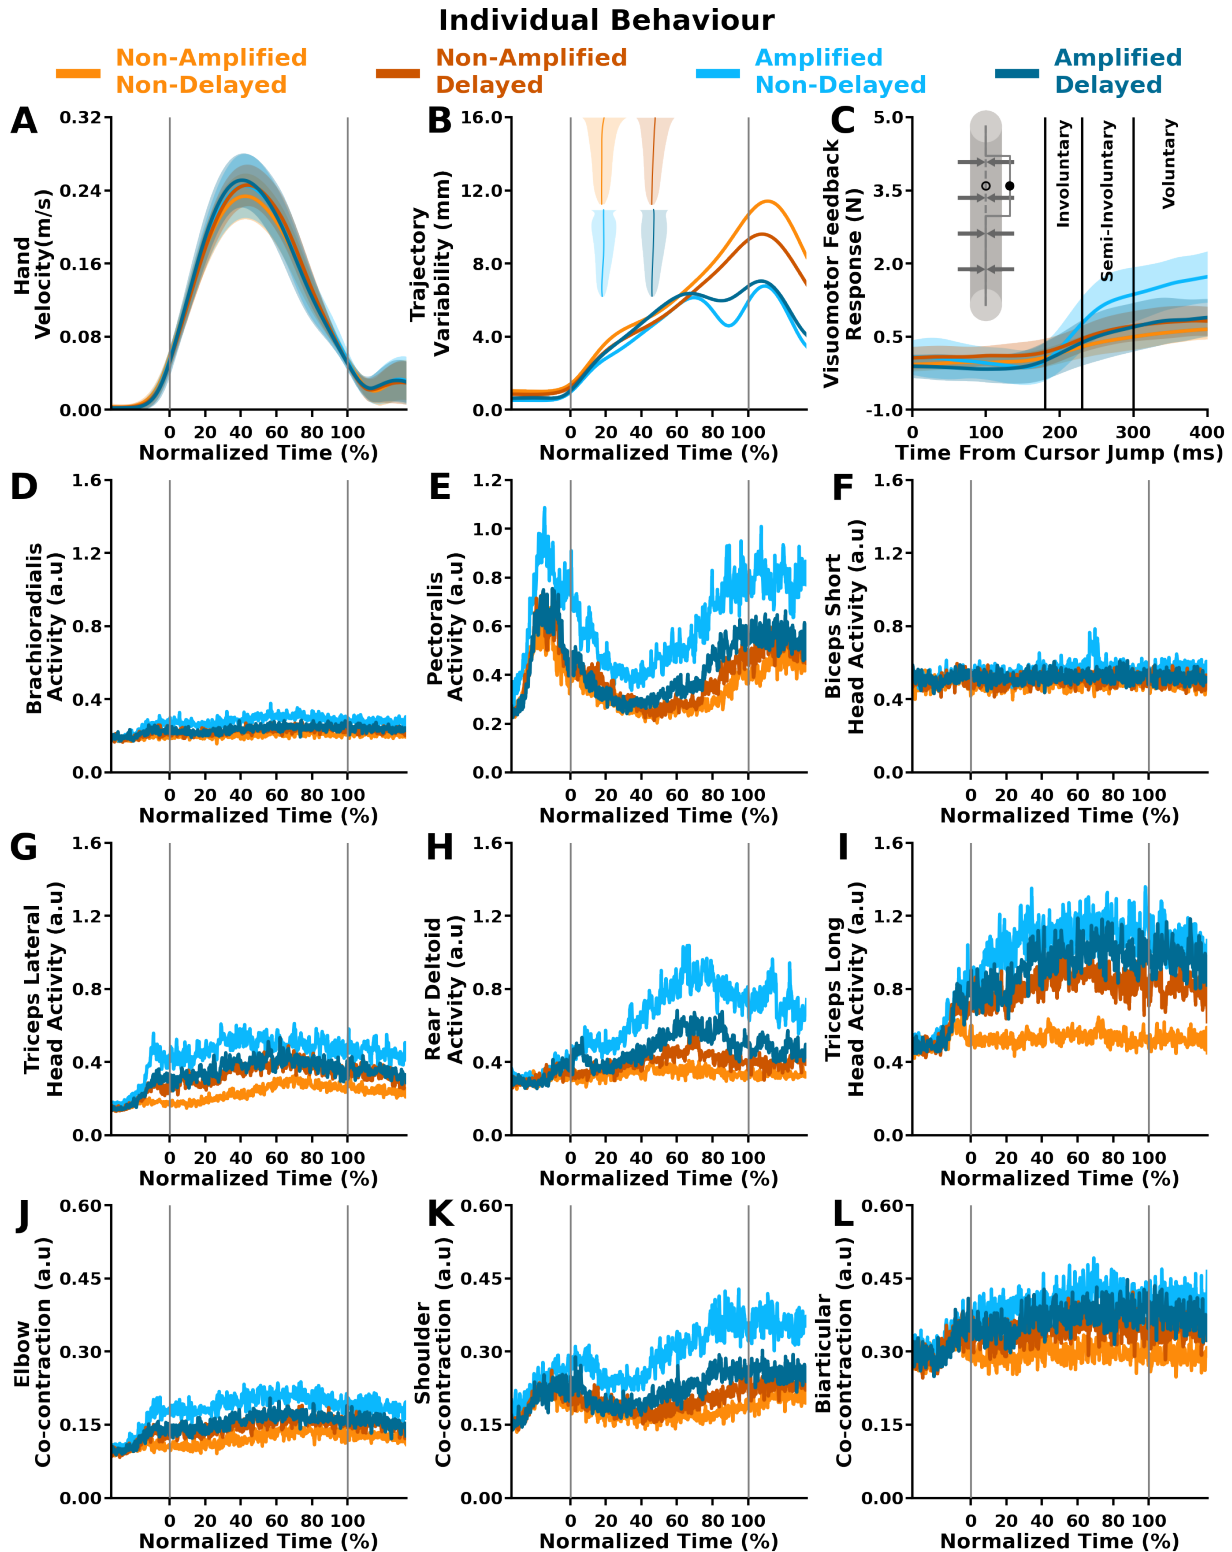 Individual Behaviour
Non-Amplified
Non-Delayed
Non-Amplified
Delayed
Amplified
Non-Delayed
Amplified
Delayed
A
Hand
Velocity(m/s)
0.32
0.24
0.16
0.08
0.00
0 20 40 60 80 100
Normalized Time (%)
B
Trajectory
Variability (mm)
16.0
12.0
8.0
4.0
0.0
0 20 40 60 80 100
Normalized Time (%)
C
Visuomotor Feedback
Response (N)
5.0
3.5
2.0
0.5
-1.0
Involuntary
Semi-Involuntary
Voluntary
0 100 200 300 400
Time From Cursor Jump (ms)
D
Brachioradialis
Activity (a.u)
1.6
1.2
0.8
0.4
0.0
0 20 40 60 80 100
Normalized Time (%)
E
Pectoralis
Activity (a.u)
1.2
1.0
0.8
0.6
0.4
0.2
0.0
0 20 40 60 80 100
Normalized Time (%)
F
Biceps Short
Head Activity (a.u)
1.6
1.2
0.8
0.4
0.0
0 20 40 60 80 100
Normalized Time (%)
G
Triceps Lateral
Head Activity (a.u)
1.6
1.2
0.8
0.4
0.0
0 20 40 60 80 100
Normalized Time (%)
H
Rear Deltoid
Activity (a.u)
1.6
1.2
0.8
0.4
0.0
0 20 40 60 80 100
Normalized Time (%)
I
Triceps Long
Head Activity (a.u)
1.6
1.2
0.8
0.4
0.0
0 20 40 60 80 100
Normalized Time (%)
J
Elbow
Co-contraction (a.u)
0.60
0.45
0.30
0.15
0.00
0 20 40 60 80 100
Normalized Time (%)
K
Shoulder
Co-contraction (a.u)
0.60
0.45
0.30
0.15
0.00
0 20 40 60 80 100
Normalized Time (%)
L
Biarticular
Co-contraction (a.u)
0.60
0.45
0.30
0.15
0.00
0 20 40 60 80 100
Normalized Time (%)